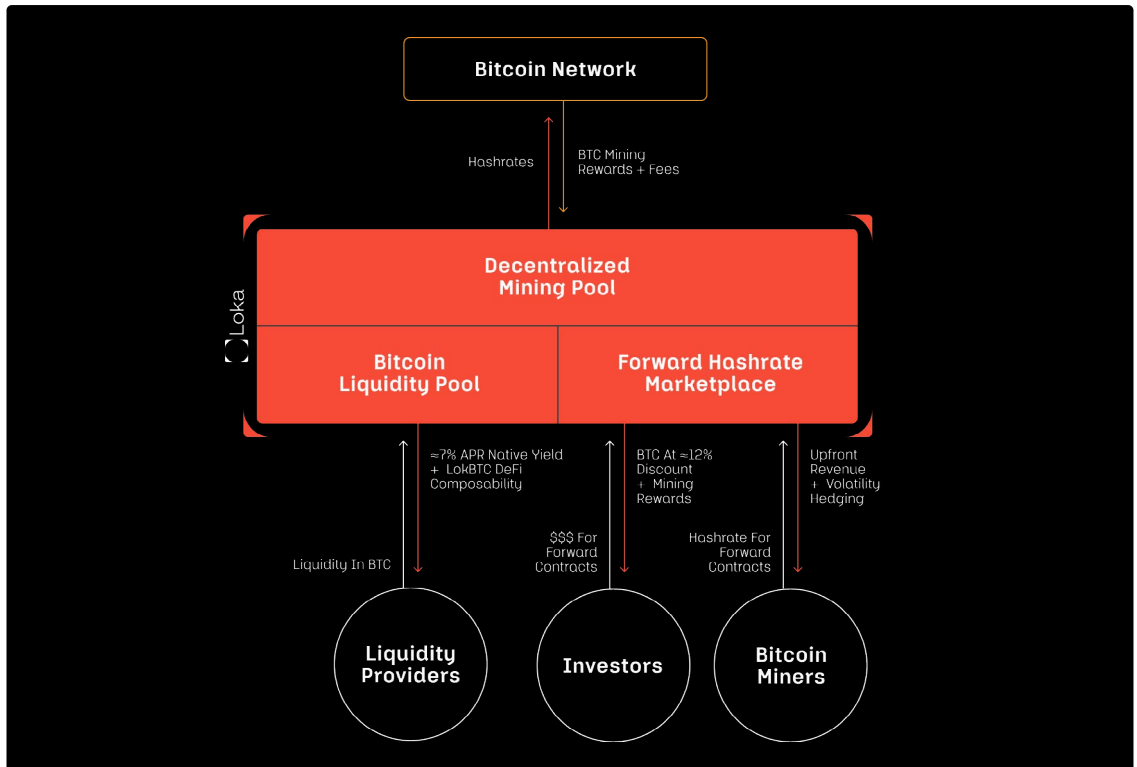 Bitcoin Network
Hashrates
BTC Mining
Rewards + Fees
Decentralized
Mining Pool
Loka
Bitcoin
Liquidity Pool
Forward Hashrate
Marketplace
≈7% APR Native Yield
+ LokBTC DeFi
Composability
BTC At ≈12%
Discount
+ Mining
Rewards
Upfront
Revenue
+ Volatility
Hedging
Liquidity In BTC
$$$ For
Forward
Contracts
Hashrate For
Forward
Contracts
Liquidity
Providers
Investors
Bitcoin
Miners